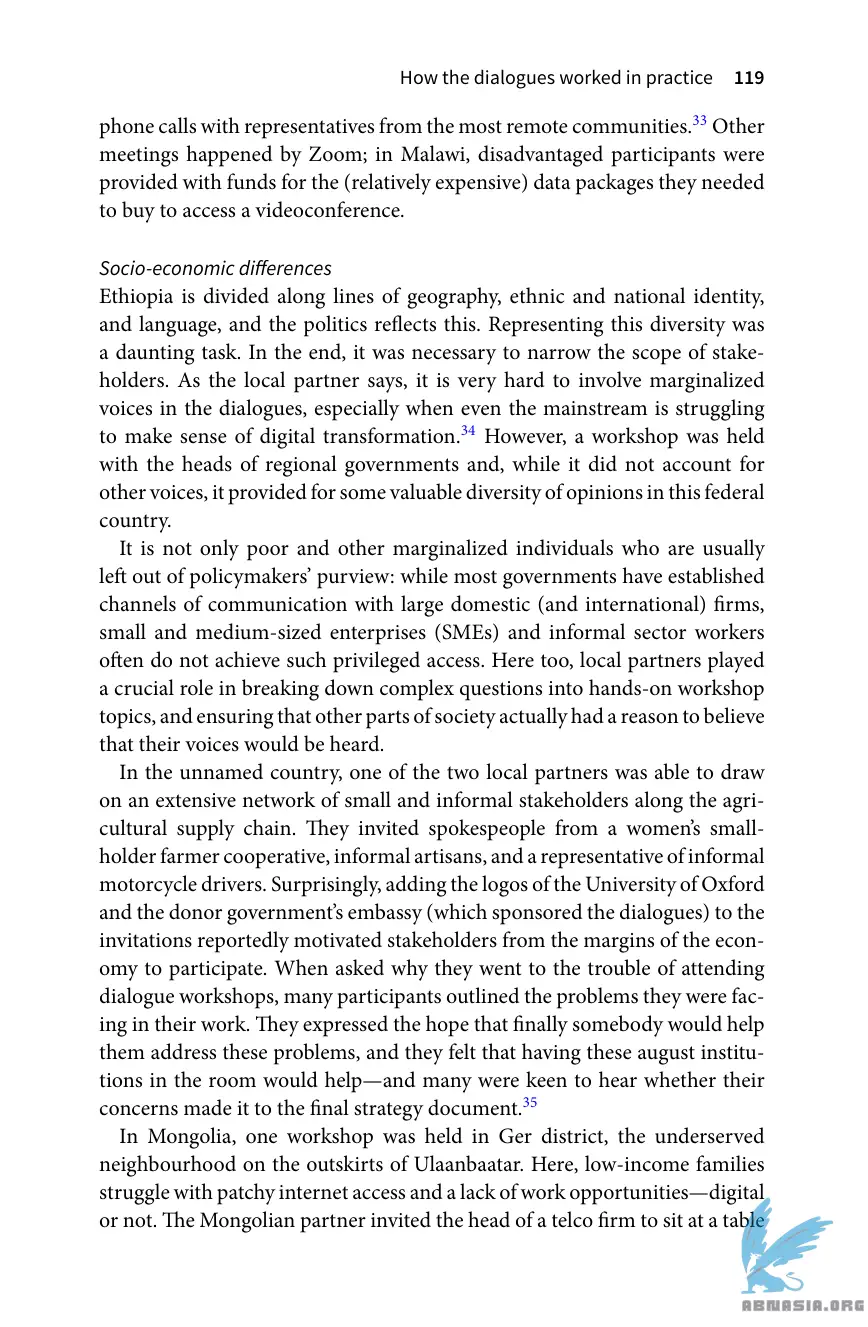 How the dialogues worked in practice 119
phone calls with representatives from the most remote communities.33 Other
meetings happened by Zoom; in Malawi, disadvantaged participants were
provided with funds for the (relatively expensive) data packages they needed
to buy to access a videoconference.
Socio-economic differences
Ethiopia is divided along lines of geography, ethnic and national identity,
and language, and the politics reflects this. Representing this diversity was
a daunting task. In the end, it was necessary to narrow the scope of stake-
holders. As the local partner says, it is very hard to involve marginalized
voices in the dialogues, especially when even the mainstream is struggling
to make sense of digital transformation.34 However, a workshop was held
with the heads of regional governments and, while it did not account for
other voices, it provided for some valuable diversity of opinions in this federal
country.
It is not only poor and other marginalized individuals who are usually
left out of policymakers’ purview: while most governments have established
channels of communication with large domestic (and international) firms,
small and medium-sized enterprises (SMEs) and informal sector workers
often do not achieve such privileged access. Here too, local partners played
a crucial role in breaking down complex questions into hands-on workshop
topics, and ensuring that other parts of society actually had a reason to believe
that their voices would be heard.
In the unnamed country, one of the two local partners was able to draw
on an extensive network of small and informal stakeholders along the agri-
cultural supply chain. They invited spokespeople from a women’s small-
holder farmer cooperative, informal artisans, and a representative of informal
motorcycle drivers. Surprisingly, adding the logos of the University of Oxford
and the donor government’s embassy (which sponsored the dialogues) to the
invitations reportedly motivated stakeholders from the margins of the econ-
omy to participate. When asked why they went to the trouble of attending
dialogue workshops, many participants outlined the problems they were fac-
ing in their work. They expressed the hope that finally somebody would help
them address these problems, and they felt that having these august institu-
tions in the room would help—and many were keen to hear whether their
concerns made it to the final strategy document.35
In Mongolia, one workshop was held in Ger district, the underserved
neighbourhood on the outskirts of Ulaanbaatar. Here, low-income families
struggle with patchy internet access and a lack of work opportunities—digital
or not. The Mongolian partner invited the head of a telco firm to sit at a table
ABNASIA.ORG